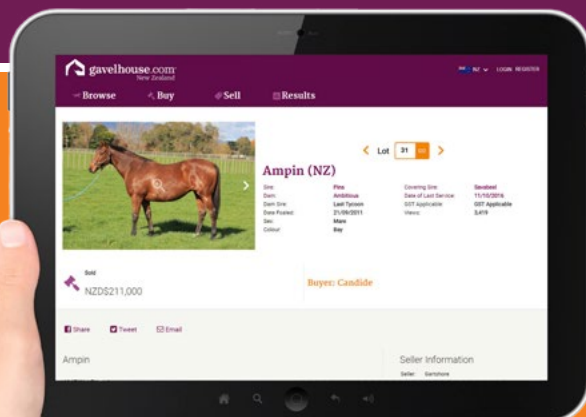 gavelhouse.com
New Zealand
NZ LOGIN REGISTER
Browse Buy Sell Results
Lot 31 GO
Ampin (NZ)
Sire: Pins Covering Sire: Savabeel
Dam: Ambitious Date of Last Service: 11/10/2016
Dam Sire: Last Tycoon GST Applicable: GST Applicable
Date Foaled: 21/09/2011 Views: 3,419
Sex: Mare
Colour: Bay
Sold
NZD$211,000
Buyer: Candide
Share Tweet Email
Ampin Seller Information
Seller: